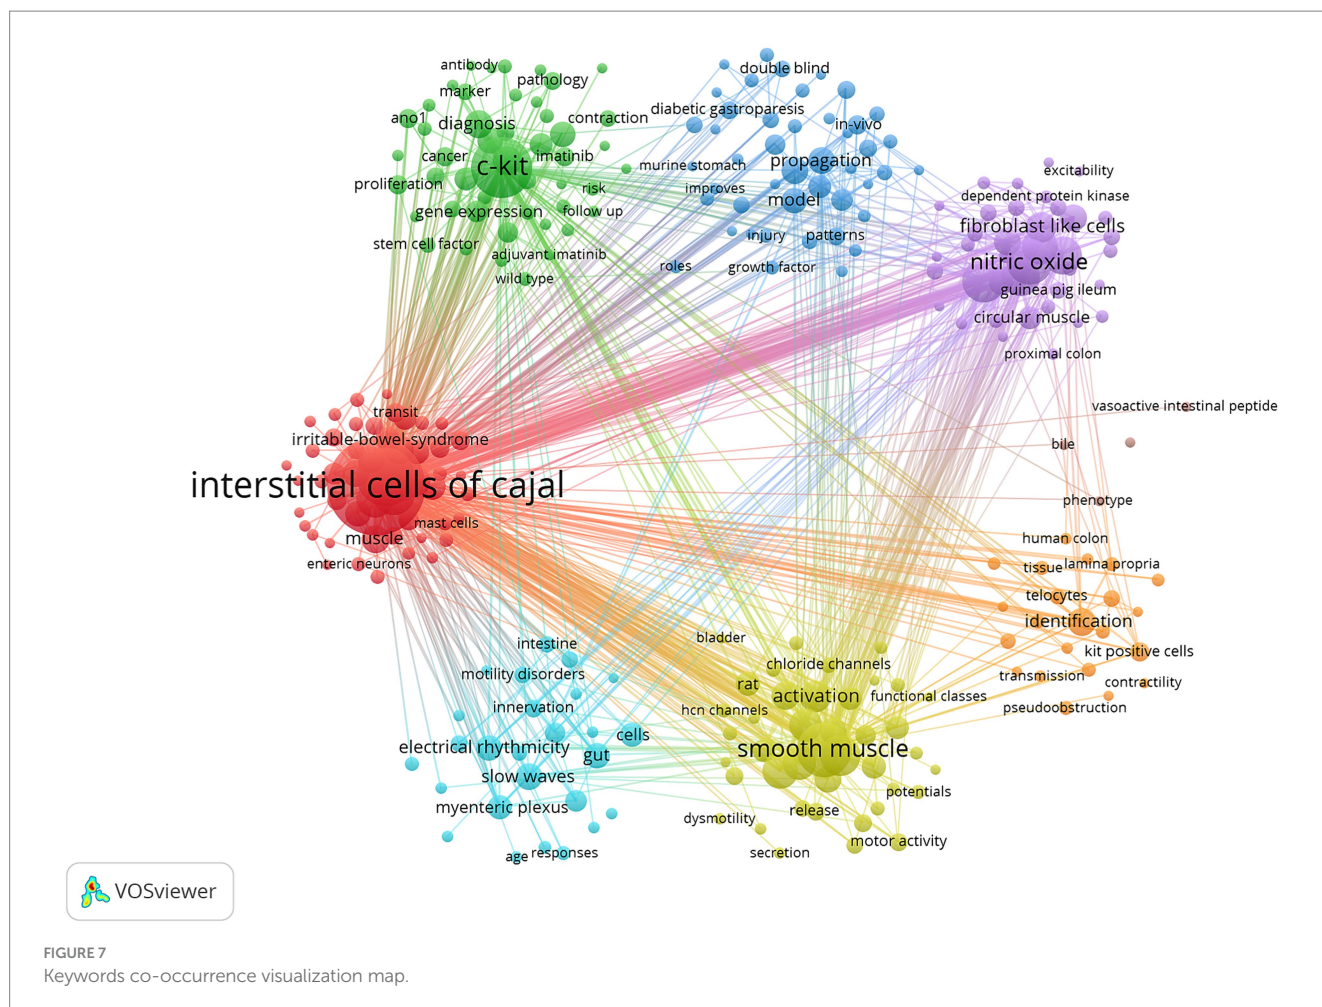 antibody
pathology
marker
ano1
diagnosis
contraction
cancer
c-kit
imatinib
proliferation
risk
gene expression
follow up
stem cell factor
adjuvant imatinib
wild type
double blind
diabetic gastroparesis
in-vivo
murine stomach
propagation
improves
model
injury
patterns
roles
growth factor
excitability
dependent protein kinase
fibroblast like cells
nitric oxide
guinea pig ileum
circular muscle
proximal colon
vasoactive intestinal peptide
bile
phenotype
transit
irritable-bowel-syndrome
interstitial cells of cajal
mast cells
muscle
enteric neurons
human colon
tissue
lamina propria
telocytes
identification
kit positive cells
transmission
contractility
pseudoobstruction
intestine
motility disorders
innervation
cells
electrical rhythmicity
gut
slow waves
myenteric plexus
age
responses
bladder
chloride channels
rat
activation
functional classes
hcn channels
smooth muscle
potentials
release
dysmotility
motor activity
secretion
VOSviewer
FIGURE 7
Keywords co-occurrence visualization map.